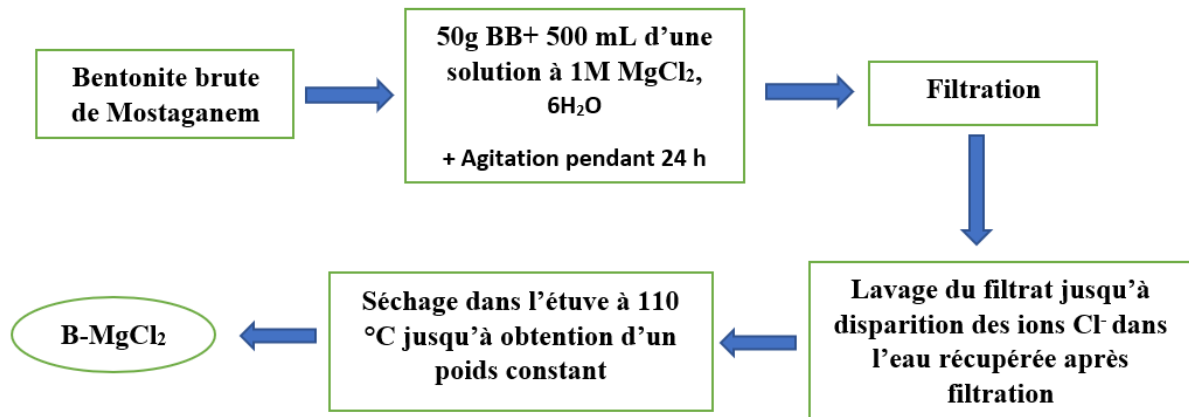 Bentonite brute
de Mostaganem
50g BB+ 500 mL d’une
solution à 1M MgCl₂,
6H₂O
+ Agitation pendant 24 h
Filtration
Lavage du filtrat jusqu’à
disparition des ions Cl⁻ dans
l’eau récupérée après
filtration
Séchage dans l’étuve à 110
°C jusqu’à obtention d’un
poids constant
B-MgCl₂